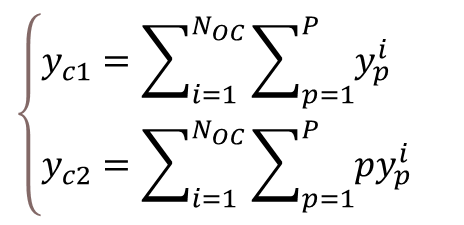 y_{c1} = \sum_{i=1}^{N_{OC}} \sum_{p=1}^{P} y_p^i
y_{c2} = \sum_{i=1}^{N_{OC}} \sum_{p=1}^{P} p y_p^i